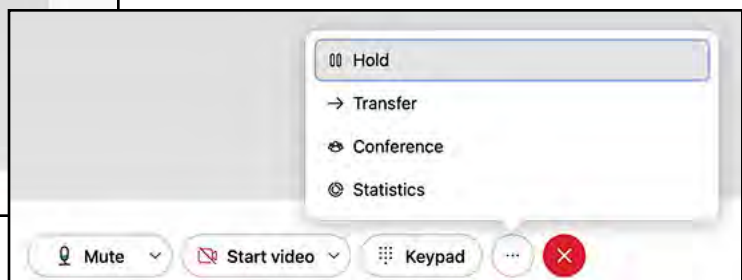 Hold
Transfer
Conference
Statistics
Mute Start video Keypad ...